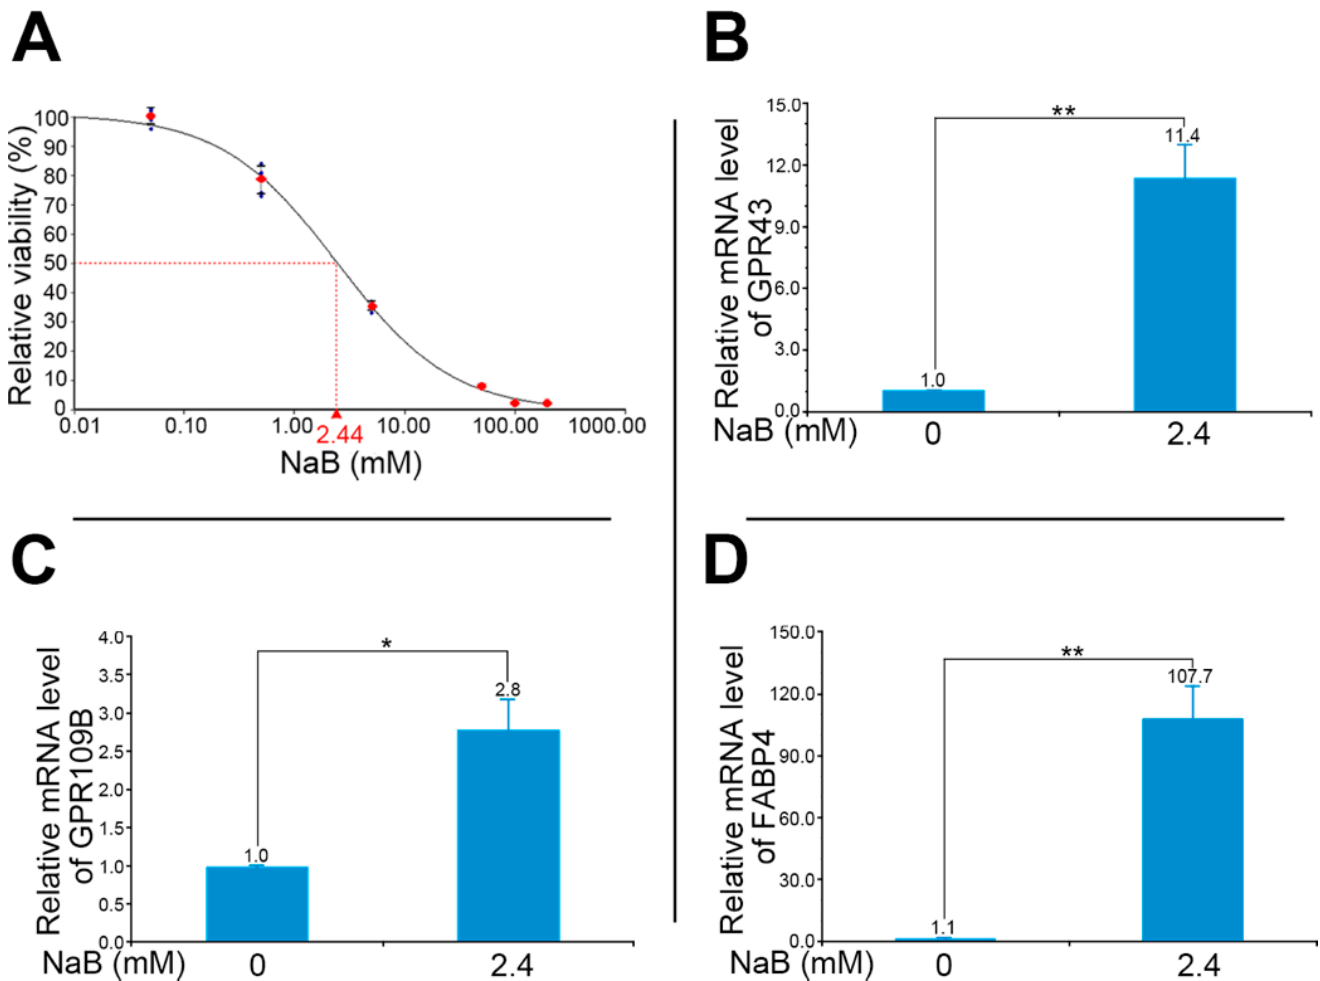 A
Relative viability (%)
100
90
80
70
60
50
40
30
20
10
0
0.01 0.10 1.00 10.00 100.00 1000.00
2.44
NaB (mM)
B
Relative mRNA level
of GPR43
15.0
12.0
9.0
6.0
3.0
0.0
**
11.4
1.0
NaB (mM) 0 2.4
C
Relative mRNA level
of GPR109B
4.0
3.5
3.0
2.5
2.0
1.5
1.0
0.5
0.0
*
2.8
1.0
NaB (mM) 0 2.4
D
Relative mRNA level
of FABP4
150.0
120.0
90.0
60.0
30.0
0.0
**
107.7
1.1
NaB (mM) 0 2.4